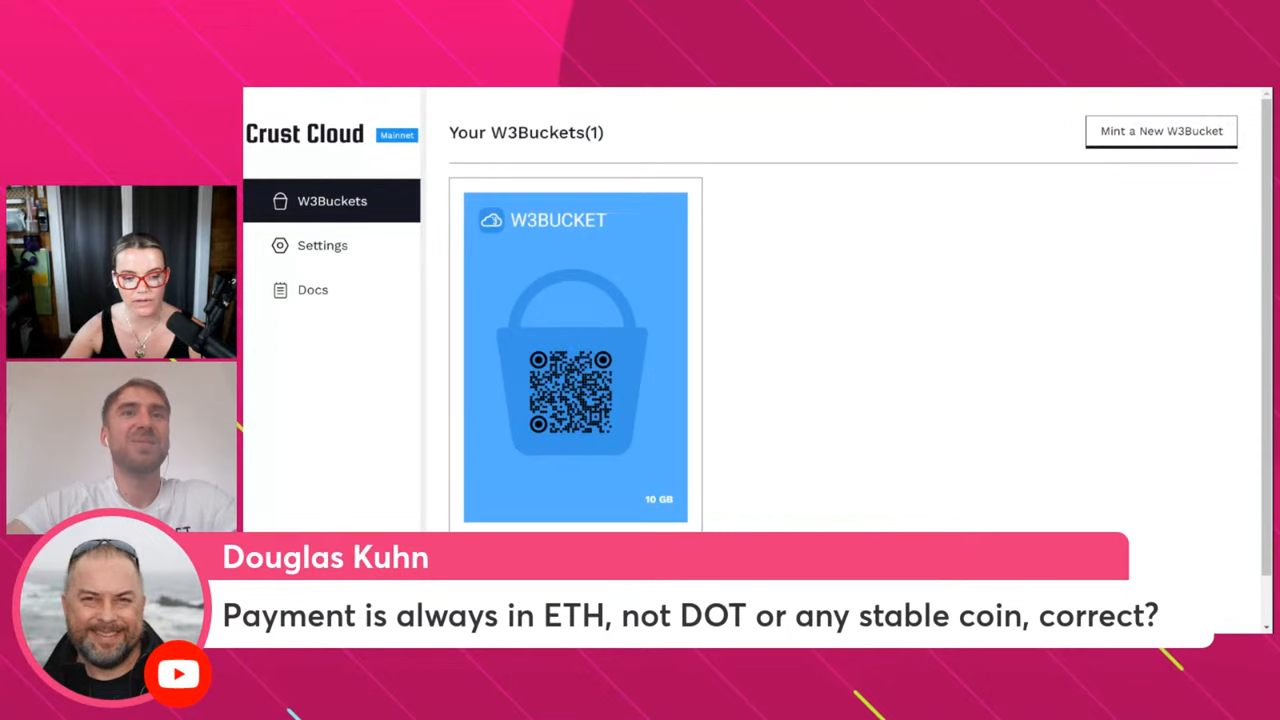 Crust Cloud
Mainnet
Your W3Buckets(1)
Mint a New W3Bucket
W3Buckets
Settings
Docs
W3BUCKET
10 GB
Douglas Kuhn
Payment is always in ETH, not DOT or any stable coin, correct?